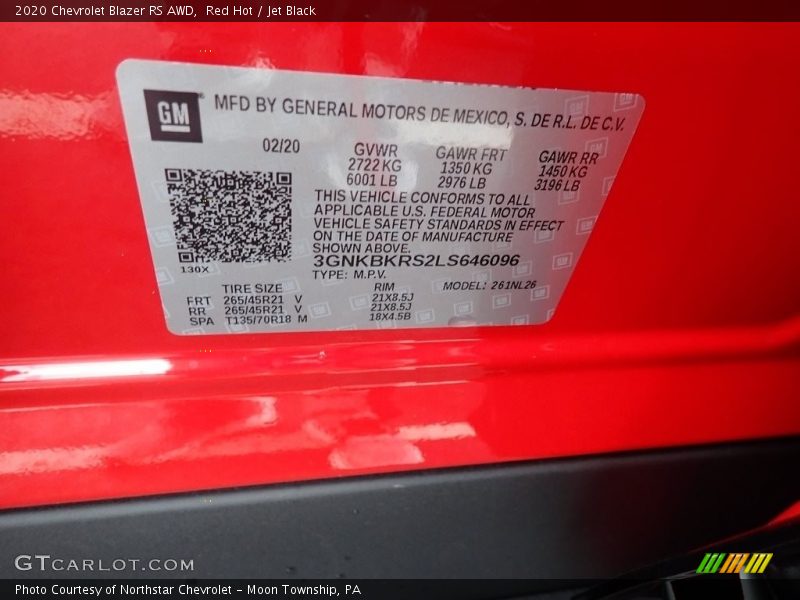 2020 Chevrolet Blazer RS AWD,  Red Hot / Jet Black
GM
MFD BY GENERAL MOTORS DE MEXICO, S. DE R.L. DE C.V.
02/20 GVWR GAWR FRT GAWR RR
2722 KG 1350 KG 1450 KG
6001 LB 2976 LB 3196 LB
THIS VEHICLE CONFORMS TO ALL
APPLICABLE U.S. FEDERAL MOTOR
VEHICLE SAFETY STANDARDS IN EFFECT
ON THE DATE OF MANUFACTURE
SHOWN ABOVE.
130X
3GNKBKRS2LS646096
TYPE: M.P.V. MODEL: 261NL26
TIRE SIZE RIM
FRT 265/45R21 V 21X8.5J
RR 265/45R21 V 21X8.5J
SPA T135/70R18 M 18X4.5B
GTCARLOT.COM
Photo Courtesy of Northstar Chevrolet - Moon Township, PA